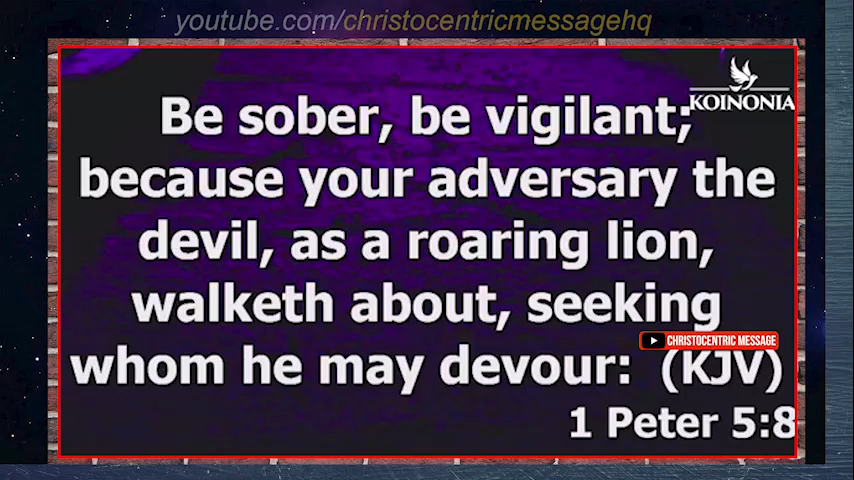 youtube.com/christocentricmessagehq
KOINONIA
Be sober, be vigilant;
because your adversary the
devil, as a roaring lion,
walketh about, seeking
CHRISTOCENTRIC MESSAGE
whom he may devour: (KJV)
1 Peter 5:8